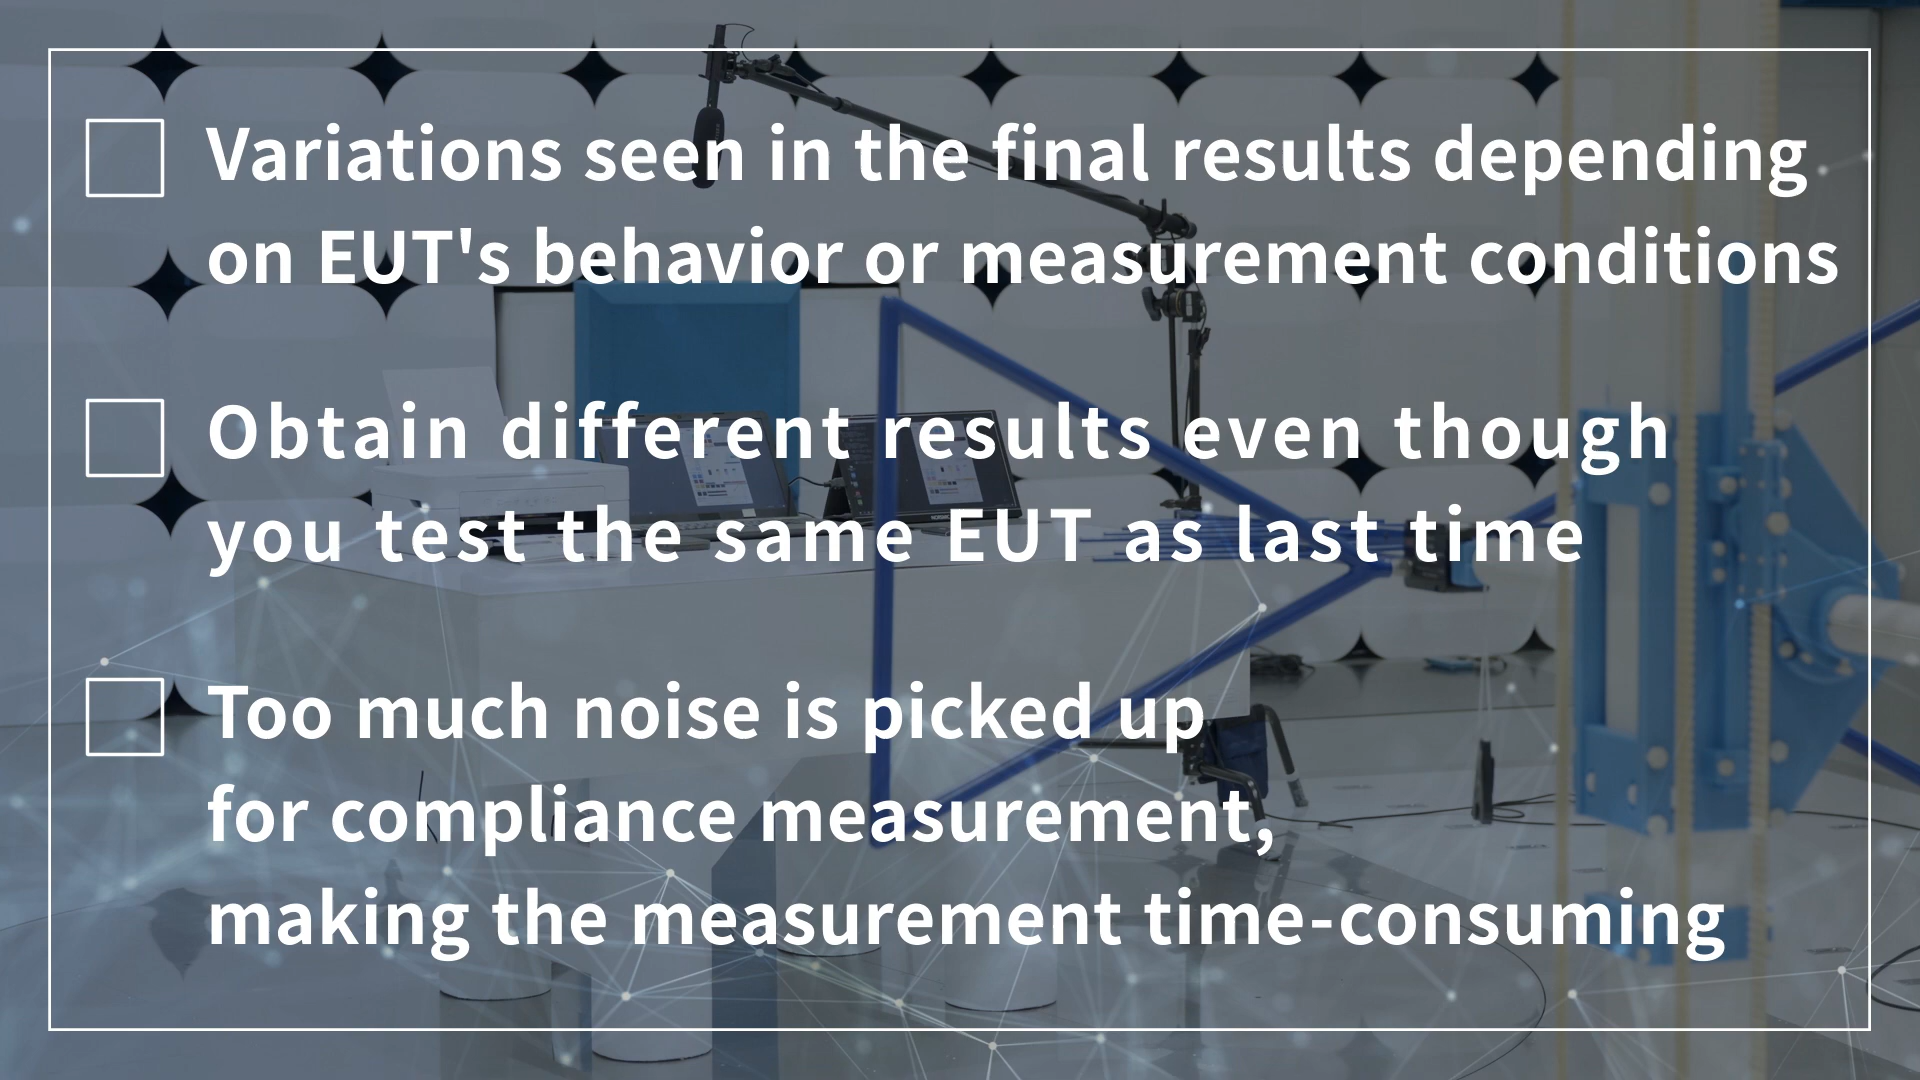 Variations seen in the final results depending
on EUT's behavior or measurement conditions
Obtain different results even though
you test the same EUT as last time
Too much noise is picked up
for compliance measurement,
making the measurement time-consuming